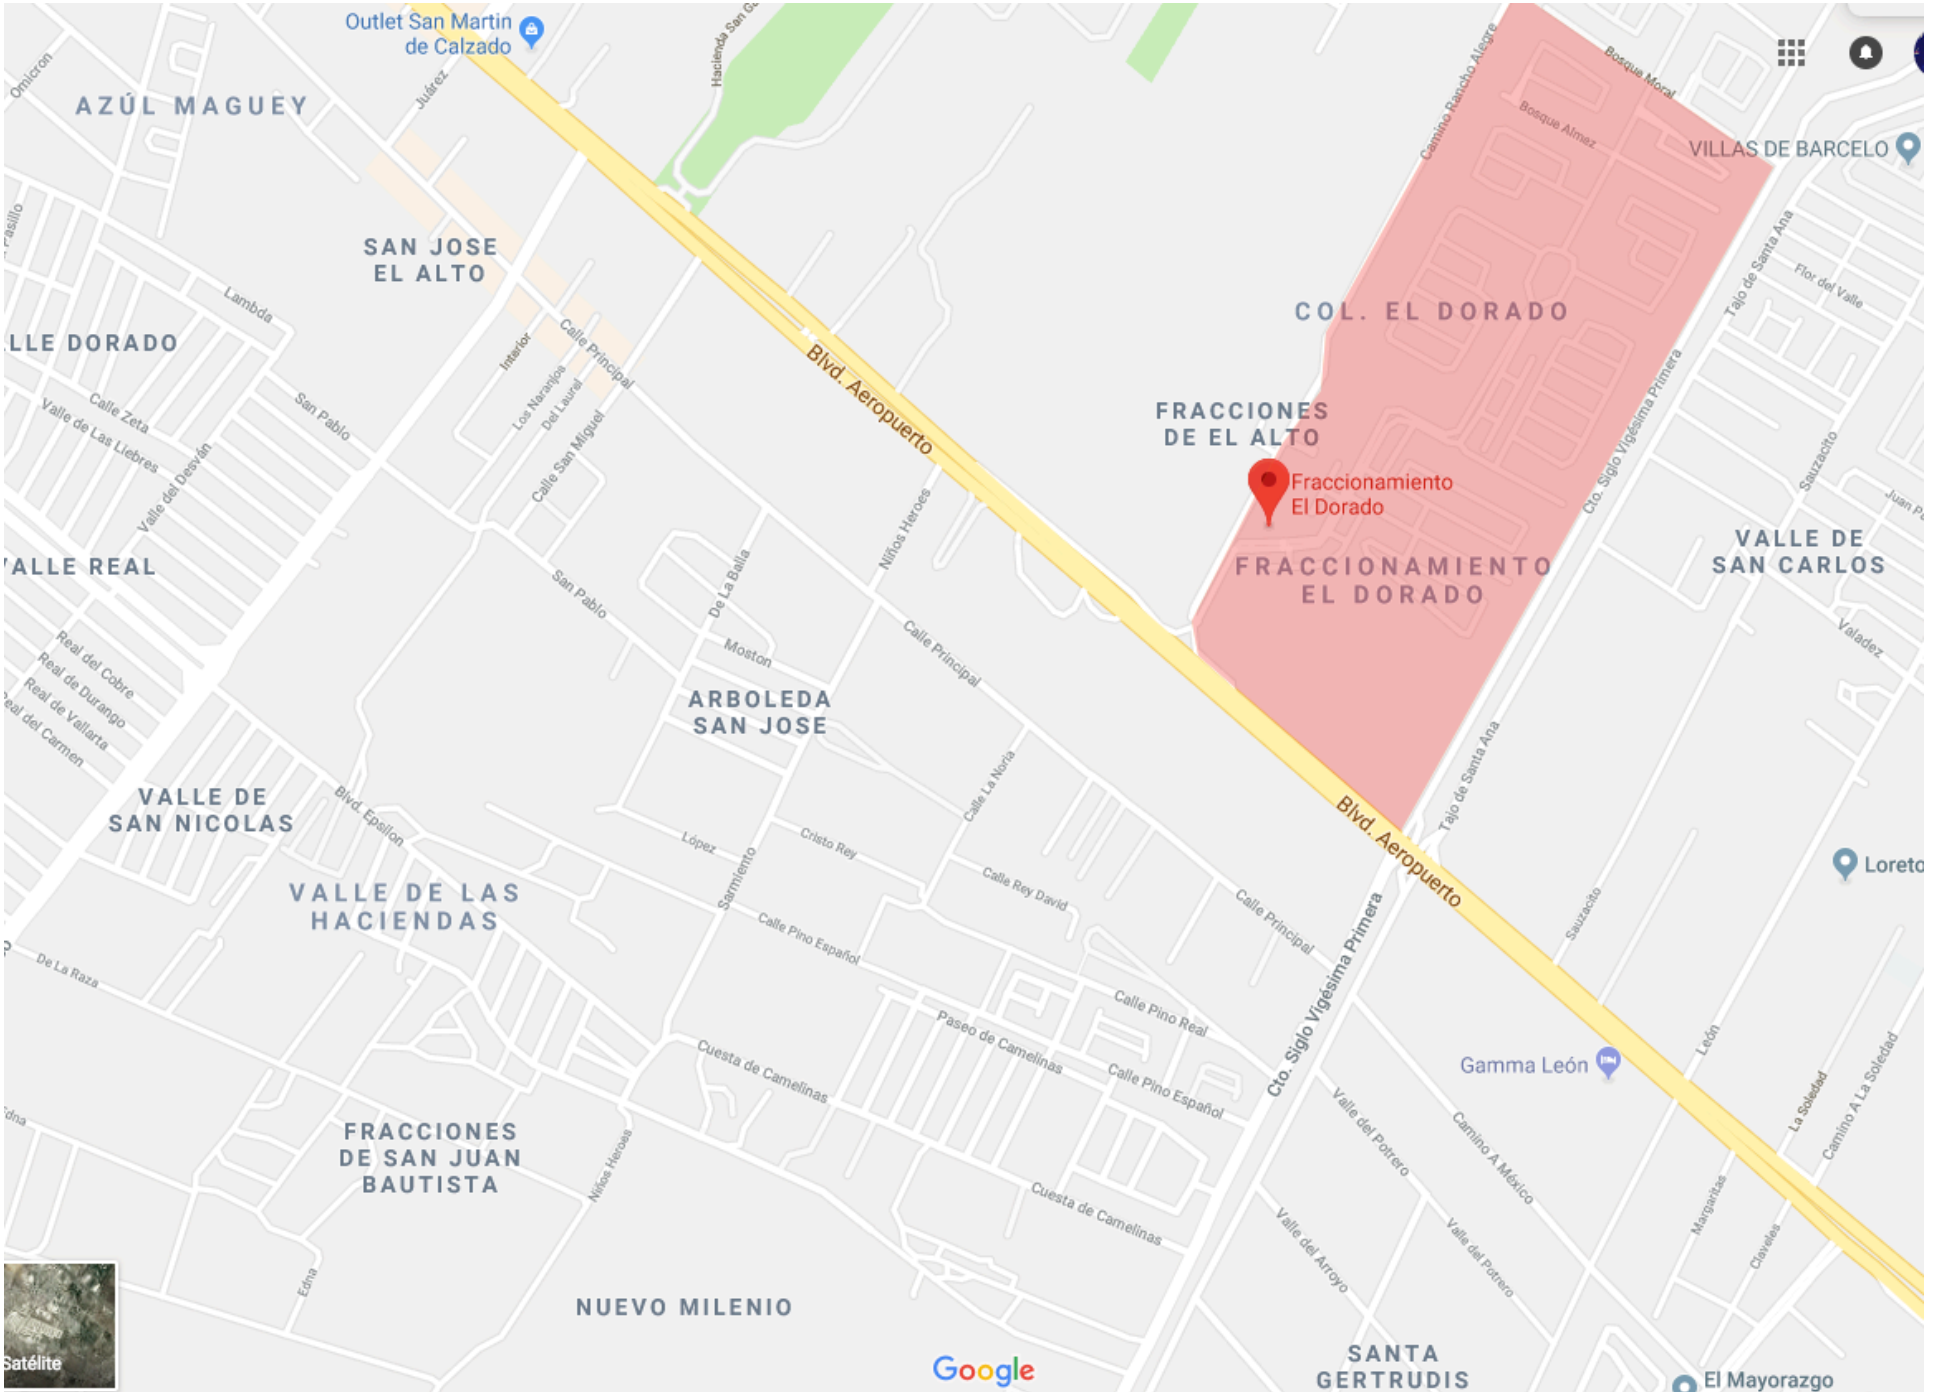 Outlet San Martin
de Calzado
Hacienda San G
Omicron
AZÚL MAGUEY
Juárez
Camino Rancho Alegre
Bosque Moral
Bosque Almez
VILLAS DE BARCELO
Pasillo
SAN JOSE
EL ALTO
Tajo de Santa Ana
Flor del Valle
Lambda
COL. EL DORADO
LLE DORADO
Interior
Calle Principal
Blvd. Aeropuerto
Los Naranjos
Del Laurel
Calle San Miguel
Calle Zeta
Valle de Las Liebres
San Pablo
Valle del Desván
FRACCIONES
DE EL ALTO
Cto. Siglo Vigésima Primera
Sauzacito
Fraccionamiento
El Dorado
Juan P
Niños Heroes
VALLE DE
SAN CARLOS
ALLE REAL
De La Balla
San Pablo
FRACCIONAMIENTO
EL DORADO
Valadez
Real del Cobre
Real de Durango
Real de Vallarta
eal del Carmen
Moston
Calle Principal
ARBOLEDA
SAN JOSE
Calle La Noria
Tajo de Santa Ana
VALLE DE
SAN NICOLAS
Blvd. Epsilon
Blvd. Aeropuerto
López
Cristo Rey
Loreto
VALLE DE LAS
HACIENDAS
Sarmiento
Calle Rey David
Calle Principal
Sauzacito
Calle Pino Español
De La Raza
Cto. Siglo Vigésima Primera
Calle Pino Real
Paseo de Camelinas
León
Cuesta de Camelinas
Calle Pino Español
Gamma León
Camino A La Soledad
La Soledad
Edna
Valle del Potrero
Camino A México
FRACCIONES
DE SAN JUAN
BAUTISTA
Niños Heroes
Cuesta de Camelinas
Margaritas
Claveles
Valle del Arroyo
Valle del Potrero
Edna
NUEVO MILENIO
Satélite
Google
SANTA
GERTRUDIS
El Mayorazgo